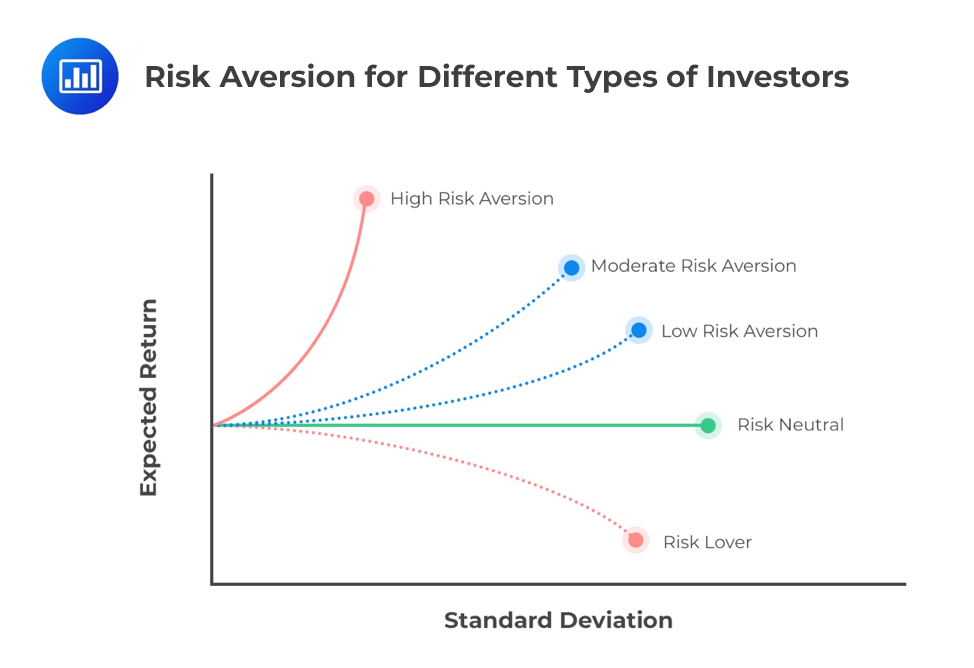 Risk Aversion for Different Types of Investors
High Risk Aversion
Moderate Risk Aversion
Low Risk Aversion
Risk Neutral
Risk Lover
Expected Return
Standard Deviation